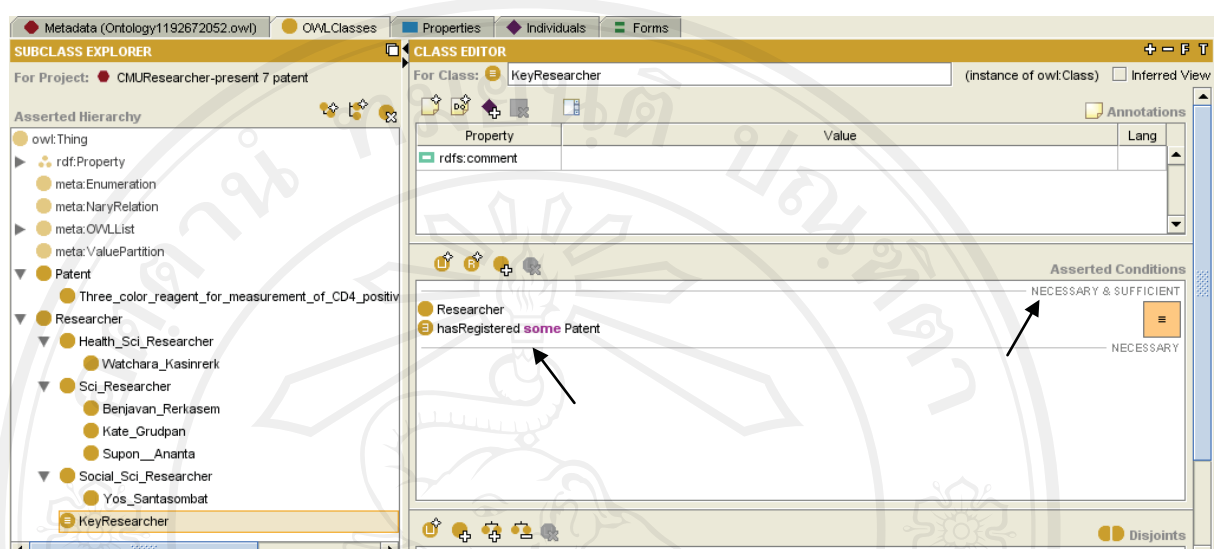 Metadata (Ontology1192672052.owl) OWLClasses Properties Individuals Forms
SUBCLASS EXPLORER
For Project: CMUResearcher-present 7 patent
Asserted Hierarchy
owl:Thing
rdf:Property
meta:Enumeration
meta:NaryRelation
meta:OWLList
meta:ValuePartition
Patent
Three_color_reagent_for_measurement_of_CD4_positiv
Researcher
Health_Sci_Researcher
Watchara_Kasinrerk
Sci_Researcher
Benjavan_Rerkasem
Kate_Grudpan
Supon__Ananta
Social_Sci_Researcher
Yos_Santasombat
KeyResearcher
CLASS EDITOR
For Class: KeyResearcher (instance of owl:Class) Inferred View
Annotations
Property Value Lang
rdfs:comment
Asserted Conditions
NECESSARY & SUFFICIENT
Researcher
hasRegistered some Patent
NECESSARY
Disjoints